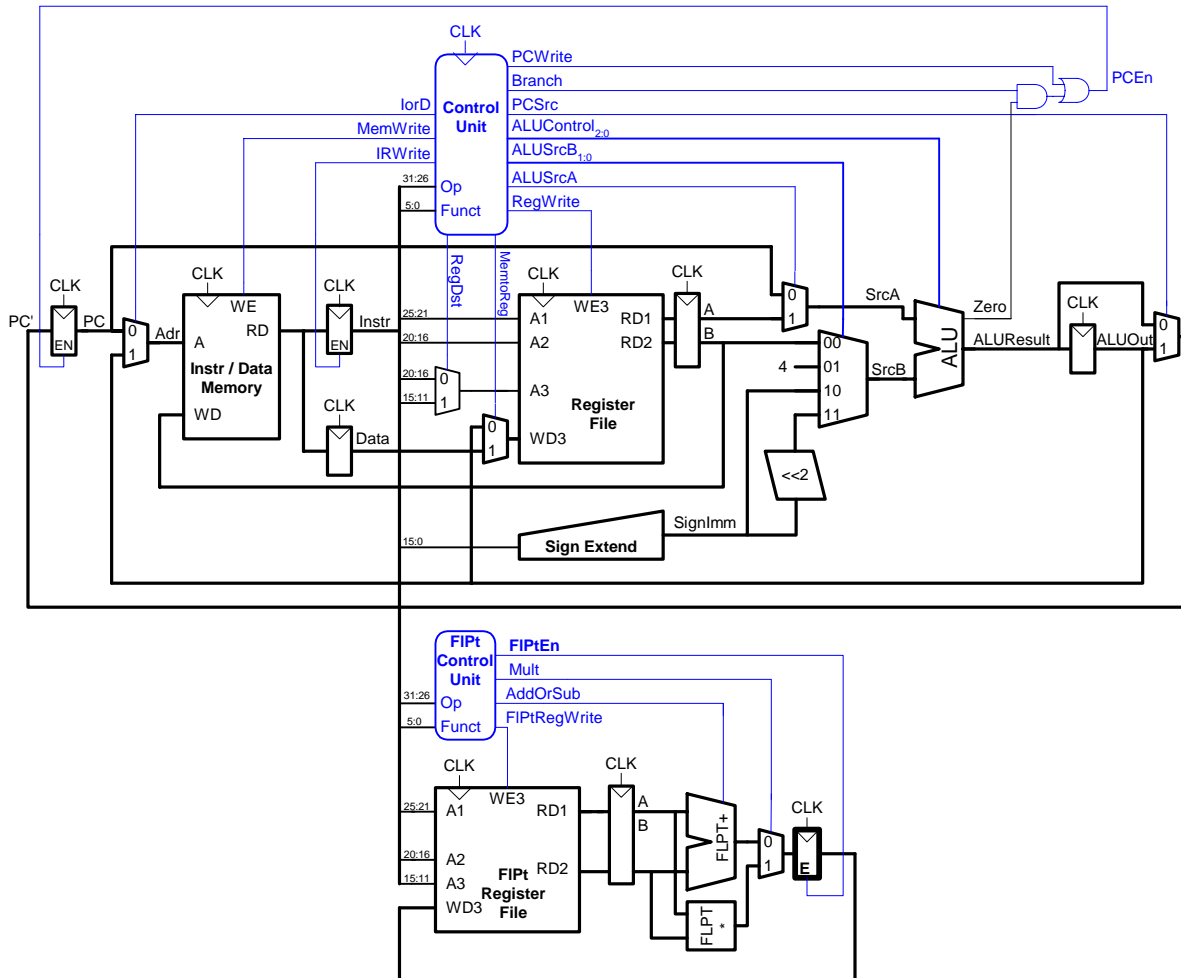 CLK
PCWrite
Branch
PCEn
IorD
Control
Unit
PCSrc
MemWrite
ALUControl2:0
IRWrite
ALUSrcB1:0
31:26
Op
ALUSrcA
5:0
Funct
RegWrite
RegDst
MemtoReg
CLK
CLK
CLK
CLK
CLK
PC'
EN
PC
0
1
Adr
WE
A
RD
Instr / Data
Memory
WD
EN
Instr
CLK
Data
25:21
20:16
20:16
15:11
0
1
0
1
WE3
A1
A2
A3
WD3
RD1
RD2
Register
File
A
B
0
1
SrcA
4
00
01
10
11
SrcB
<<2
ALU
Zero
ALUResult
CLK
ALUOut
0
1
15:0
Sign Extend
SignImm
FlPt
Control
Unit
FlPtEn
Mult
31:26
Op
AddOrSub
5:0
Funct
FlPtRegWrite
CLK
CLK
CLK
25:21
20:16
15:11
A1
A2
A3
WD3
WE3
RD1
RD2
FlPt
Register
File
A
B
FLPT+
FLPT
*
0
1
E